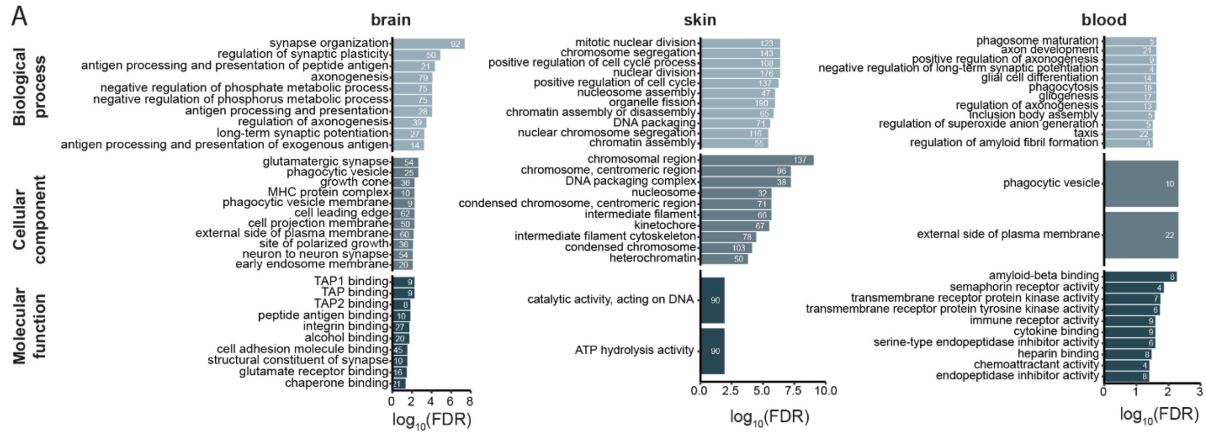 A
brain
skin
blood
Biological
process
synapse organization 92
regulation of synaptic plasticity 50
antigen processing and presentation of peptide antigen 21
axonogenesis 79
negative regulation of phosphate metabolic process 75
negative regulation of phosphorus metabolic process 75
antigen processing and presentation 28
regulation of axonogenesis 39
long-term synaptic potentiation 27
antigen processing and presentation of exogenous antigen 14
mitotic nuclear division 123
chromosome segregation 143
positive regulation of cell cycle process 108
nuclear division 176
positive regulation of cell cycle 137
nucleosome assembly 47
organelle fission 190
chromatin assembly or disassembly 65
DNA packaging 71
nuclear chromosome segregation 116
chromatin assembly 55
phagosome maturation 5
axon development 21
positive regulation of axonogenesis 9
negative regulation of long-term synaptic potentiation 4
glial cell differentiation 14
phagocytosis 16
gliogenesis 17
regulation of axonogenesis 13
inclusion body assembly 5
regulation of superoxide anion generation 5
taxis 22
regulation of amyloid fibril formation 4
Cellular
component
glutamatergic synapse 54
phagocytic vesicle 25
growth cone 36
MHC protein complex 10
phagocytic vesicle membrane 9
cell leading edge 62
cell projection membrane 50
external side of plasma membrane 60
site of polarized growth 36
neuron to neuron synapse 54
early endosome membrane 20
chromosomal region 137
chromosome, centromeric region 96
DNA packaging complex 38
nucleosome 32
condensed chromosome, centromeric region 71
intermediate filament 66
kinetochore 67
intermediate filament cytoskeleton 78
condensed chromosome 103
heterochromatin 50
phagocytic vesicle 10
external side of plasma membrane 22
Molecular
function
TAP1 binding 9
TAP binding 9
TAP2 binding 8
peptide antigen binding 10
integrin binding 27
alcohol binding 20
cell adhesion molecule binding 45
structural constituent of synapse 10
glutamate receptor binding 16
chaperone binding 21
catalytic activity, acting on DNA 90
ATP hydrolysis activity 90
amyloid-beta binding 8
semaphorin receptor activity 4
transmembrane receptor protein kinase activity 7
transmembrane receptor protein tyrosine kinase activity 6
immune receptor activity 9
cytokine binding 9
serine-type endopeptidase inhibitor activity 6
heparin binding 8
chemoattractant activity 4
endopeptidase inhibitor activity 8
0 2 4 6 8
log10(FDR)
0.0 2.5 5.0 7.5 10.0
log10(FDR)
0 1 2 3
log10(FDR)